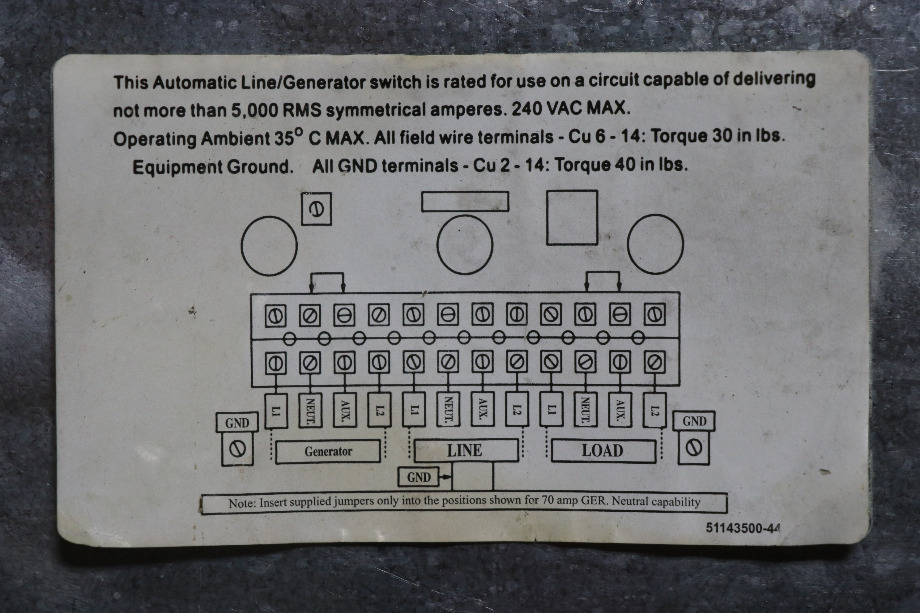 This Automatic Line/Generator switch is rated for use on a circuit capable of delivering
not more than 5,000 RMS symmetrical amperes. 240 VAC MAX.
Operating Ambient 35° C MAX. All field wire terminals - Cu 6 - 14: Torque 30 in lbs.
Equipment Ground. All GND terminals - Cu 2 - 14: Torque 40 in lbs.
L1 NEUT. AUX. L2 L1 NEUT. AUX. L2 L1 NEUT. AUX. L2
GND GND
Generator LINE LOAD
GND
Note: Insert supplied jumpers only into the positions shown for 70 amp GER. Neutral capability
51143500-44